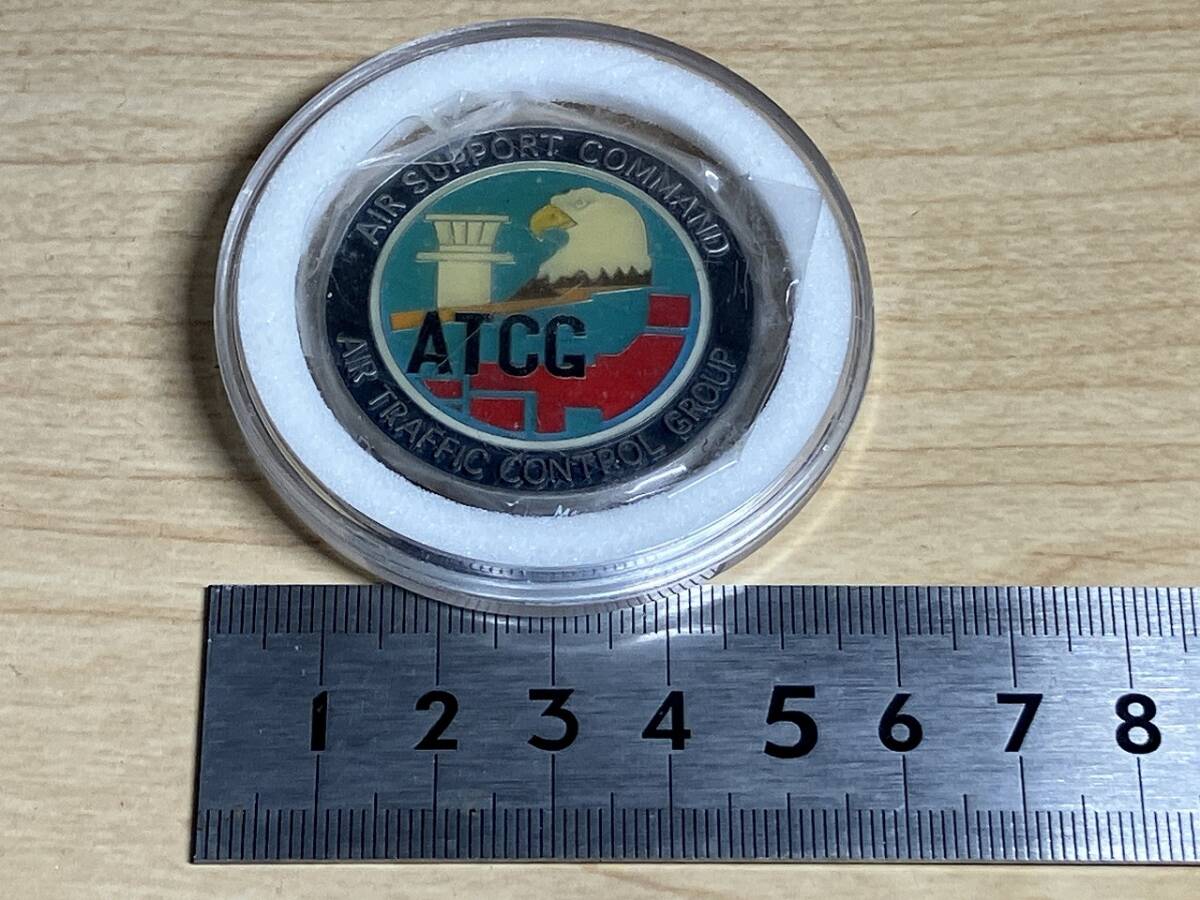 AIR SUPPORT COMMAND
ATCG
AIR TRAFFIC CONTROL GROUP
1 2 3 4 5 6 7 8